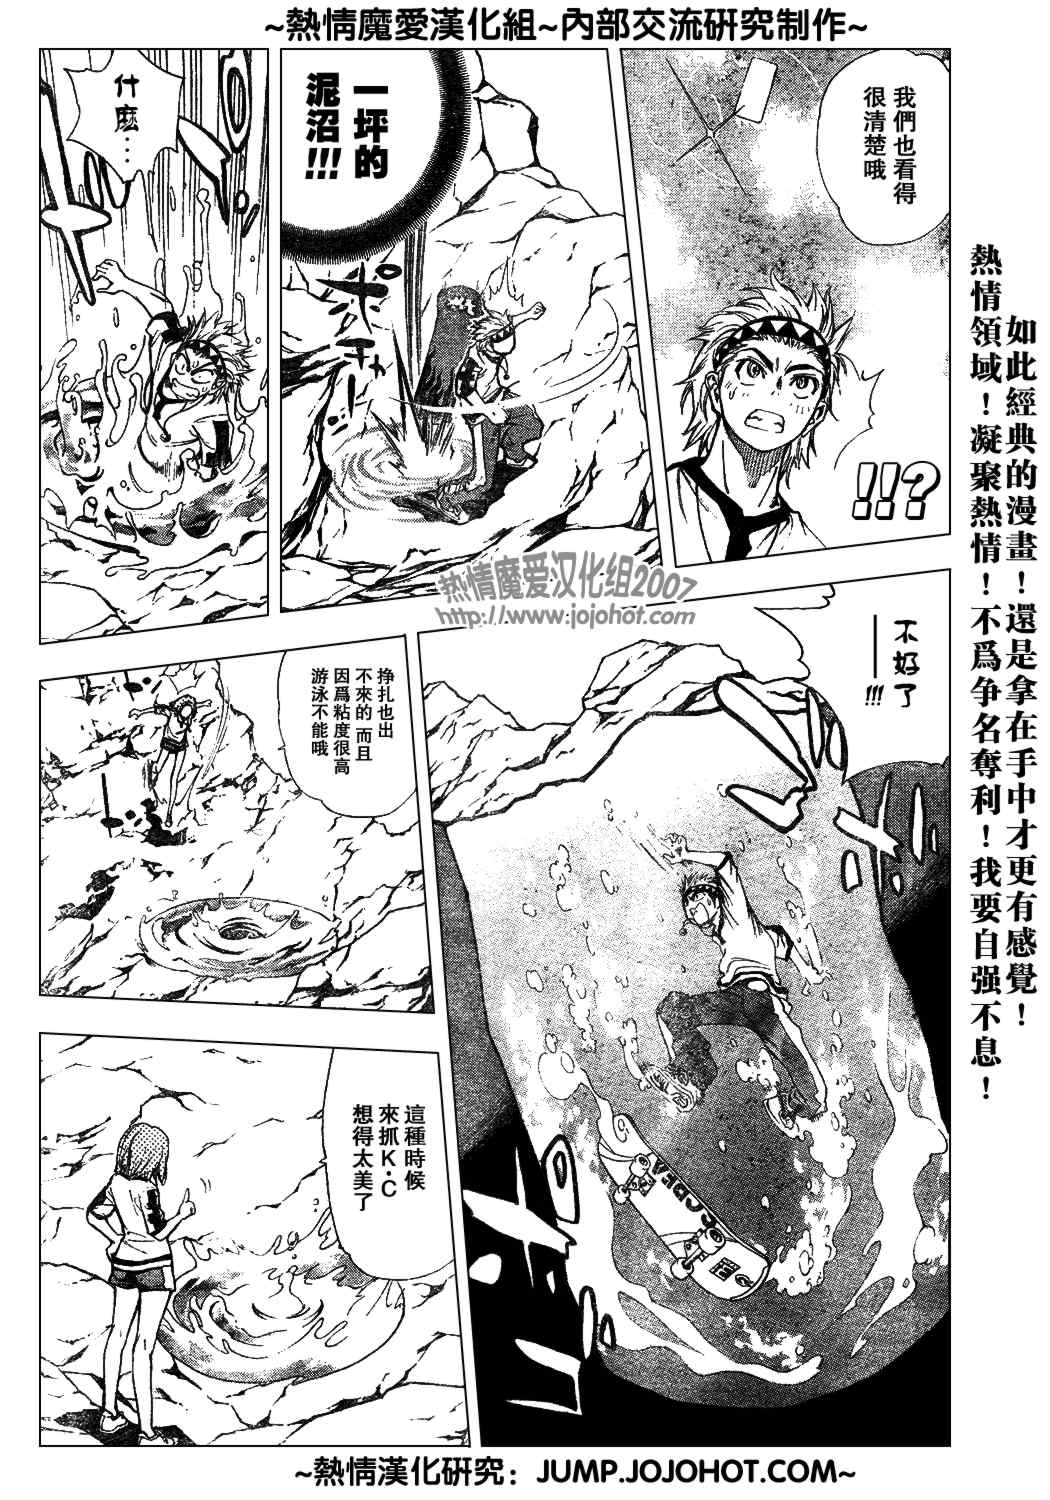 ~熱情魔愛漢化組~內部交流研究制作~
我們也看得
很清楚哦
!!?
一坪的
泥沼!!!
ポチャ
什麽…
熱情魔爱汉化组2007
http://www.jojohot.com
不好了
——!!!
SCREA
挣扎也出
不來的 而且
因爲粘度很高
游泳不能哦
這種時候
來抓K·C
想得太美了
如此經典的漫畫!還是拿在手中才更有感覺!
熱情領域!凝聚熱情!不爲争名奪利!我要自强不息!
~熱情漢化研究：JUMP.JOJOHOT.COM~